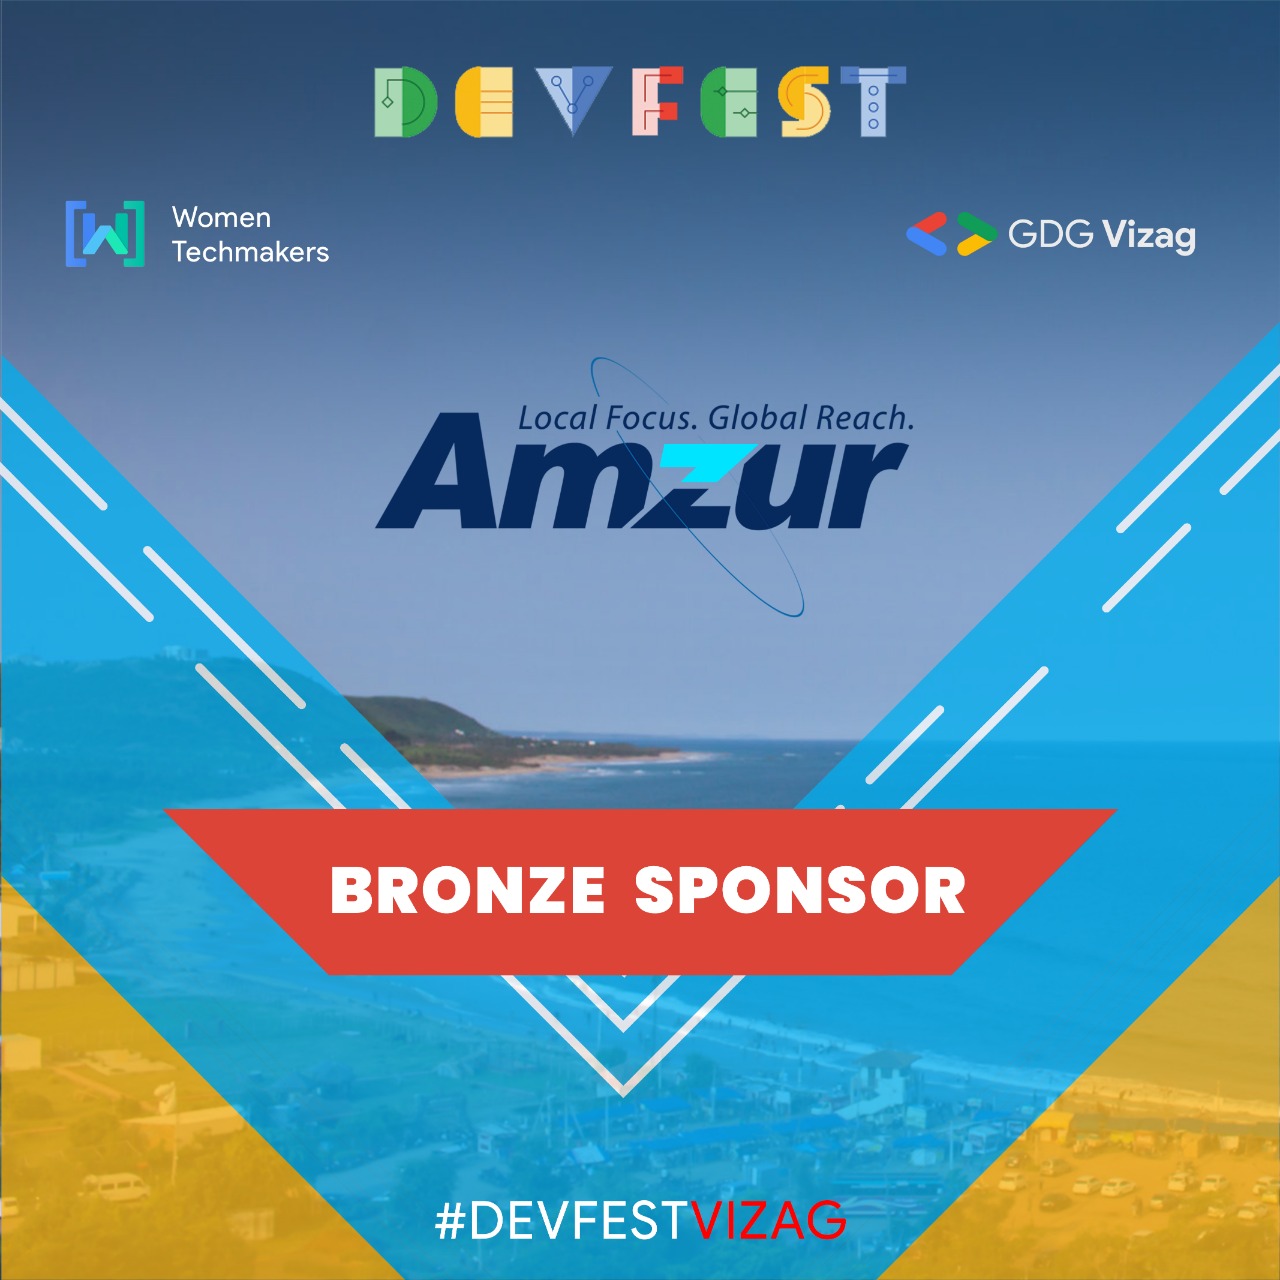 DEVFEST
Women
Techmakers
GDG Vizag
Local Focus. Global Reach.
Amzur
BRONZE SPONSOR
#DEVFESTVIZAG